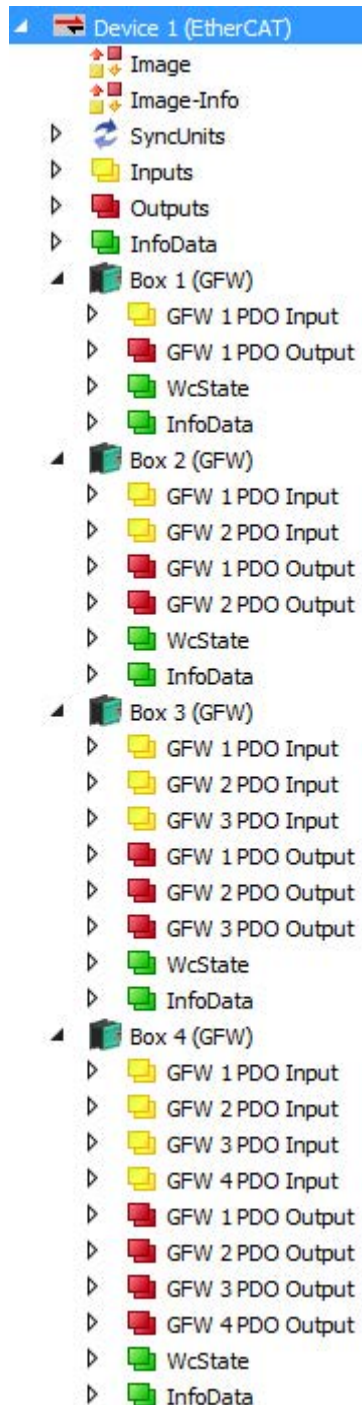 Device 1 (EtherCAT)
Image
Image-Info
SyncUnits
Inputs
Outputs
InfoData
Box 1 (GFW)
GFW 1 PDO Input
GFW 1 PDO Output
WcState
InfoData
Box 2 (GFW)
GFW 1 PDO Input
GFW 2 PDO Input
GFW 1 PDO Output
GFW 2 PDO Output
WcState
InfoData
Box 3 (GFW)
GFW 1 PDO Input
GFW 2 PDO Input
GFW 3 PDO Input
GFW 1 PDO Output
GFW 2 PDO Output
GFW 3 PDO Output
WcState
InfoData
Box 4 (GFW)
GFW 1 PDO Input
GFW 2 PDO Input
GFW 3 PDO Input
GFW 4 PDO Input
GFW 1 PDO Output
GFW 2 PDO Output
GFW 3 PDO Output
GFW 4 PDO Output
WcState
InfoData